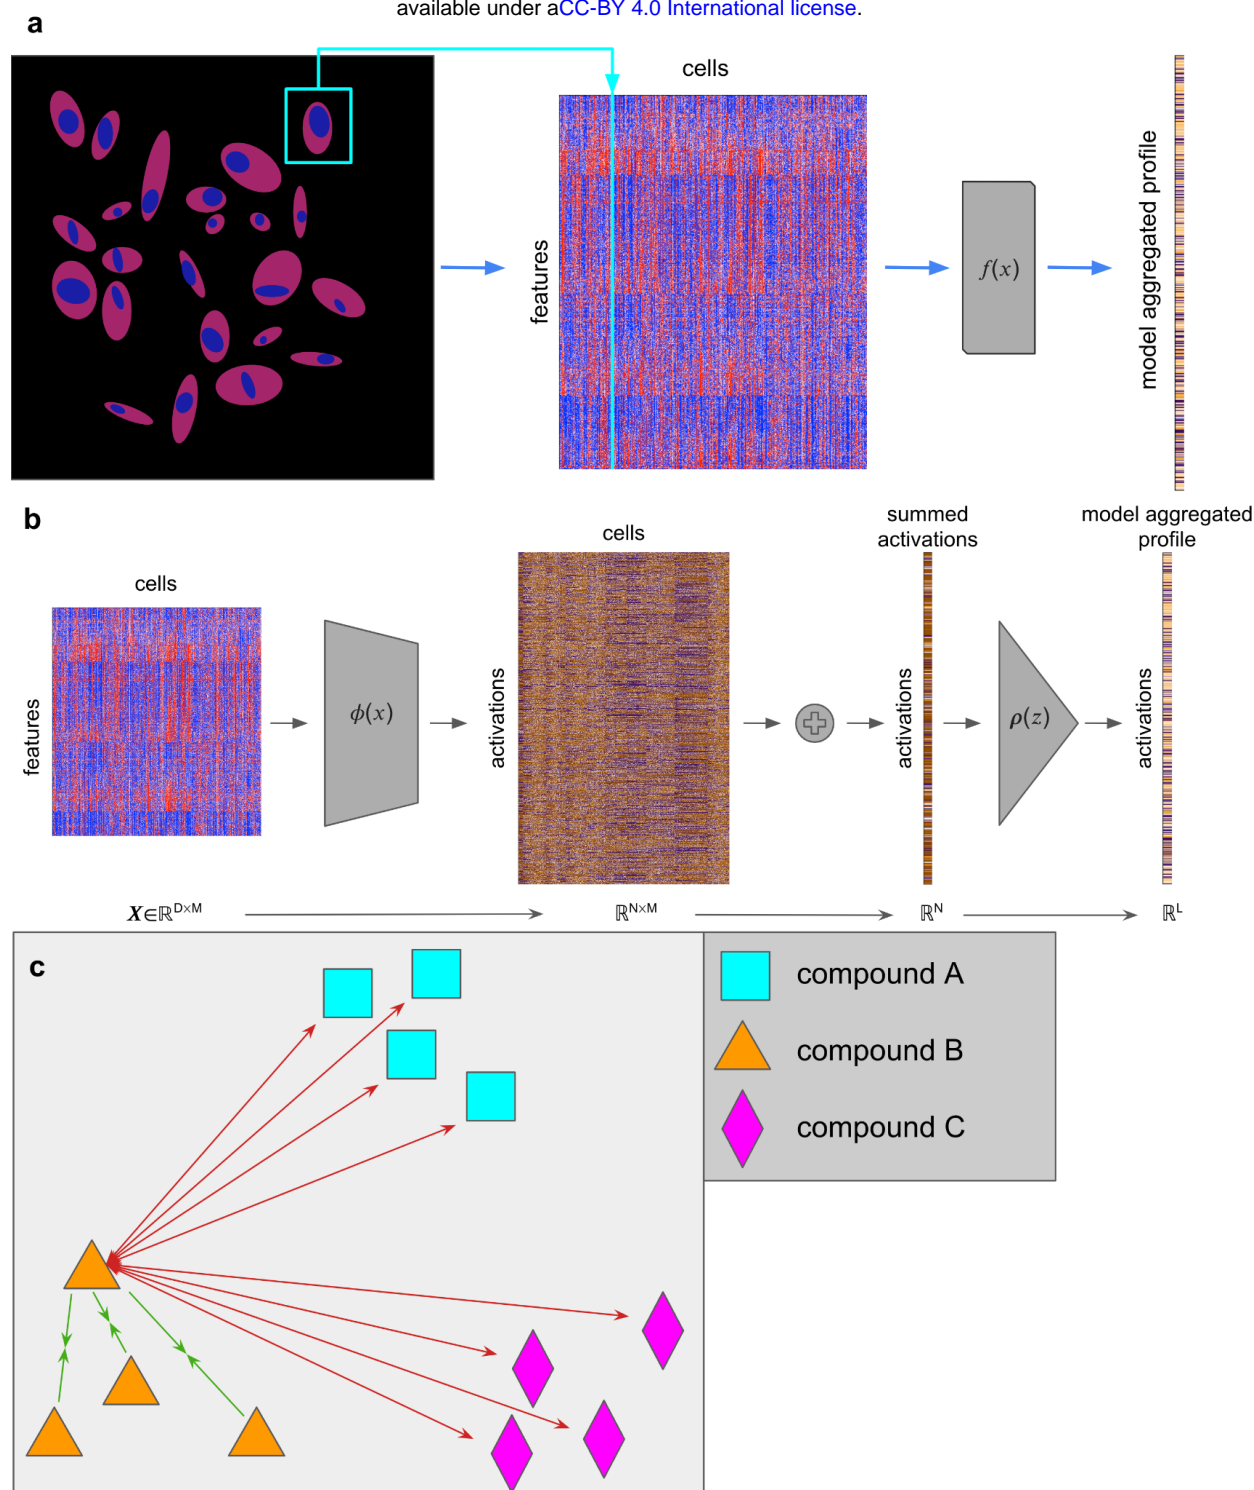 available under aCC-BY 4.0 International license.
a
cells
features
f(x)
model aggregated profile
b
cells
features
ϕ(x)
cells
activations
summed
activations
activations
ρ(z)
model aggregated
profile
activations
X∈ℝD×M
ℝN×M
ℝN
ℝL
c
compound A
compound B
compound C